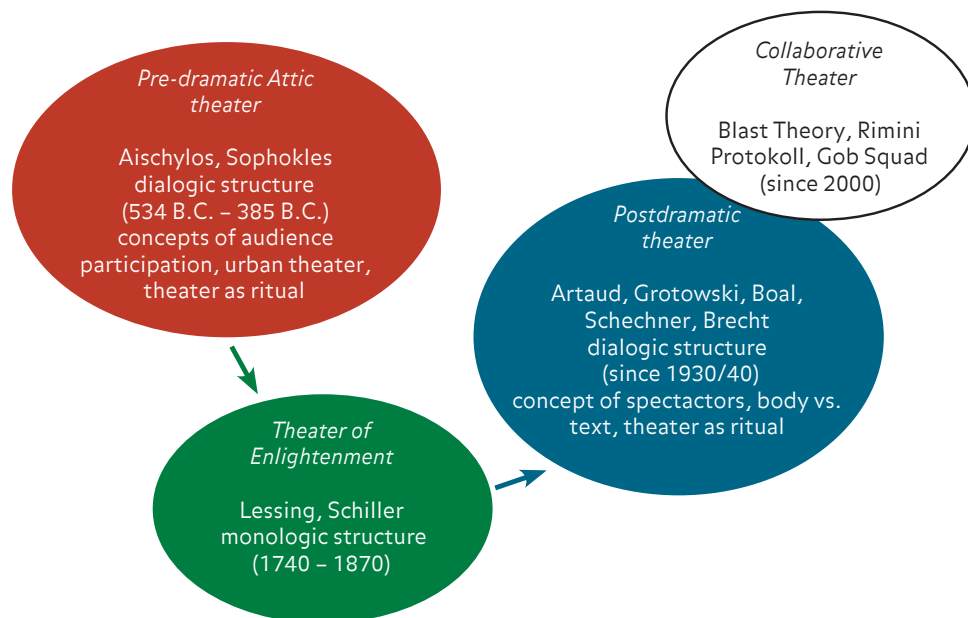 Pre-dramatic Attic
theater
Aischylos, Sophokles
dialogic structure
(534 B.C. – 385 B.C.)
concepts of audience
participation, urban theater,
theater as ritual
Theater of
Enlightenment
Lessing, Schiller
monologic structure
(1740 – 1870)
Postdramatic
theater
Artaud, Grotowski, Boal,
Schechner, Brecht
dialogic structure
(since 1930/40)
concept of spectactors, body vs.
text, theater as ritual
Collaborative
Theater
Blast Theory, Rimini
Protokoll, Gob Squad
(since 2000)